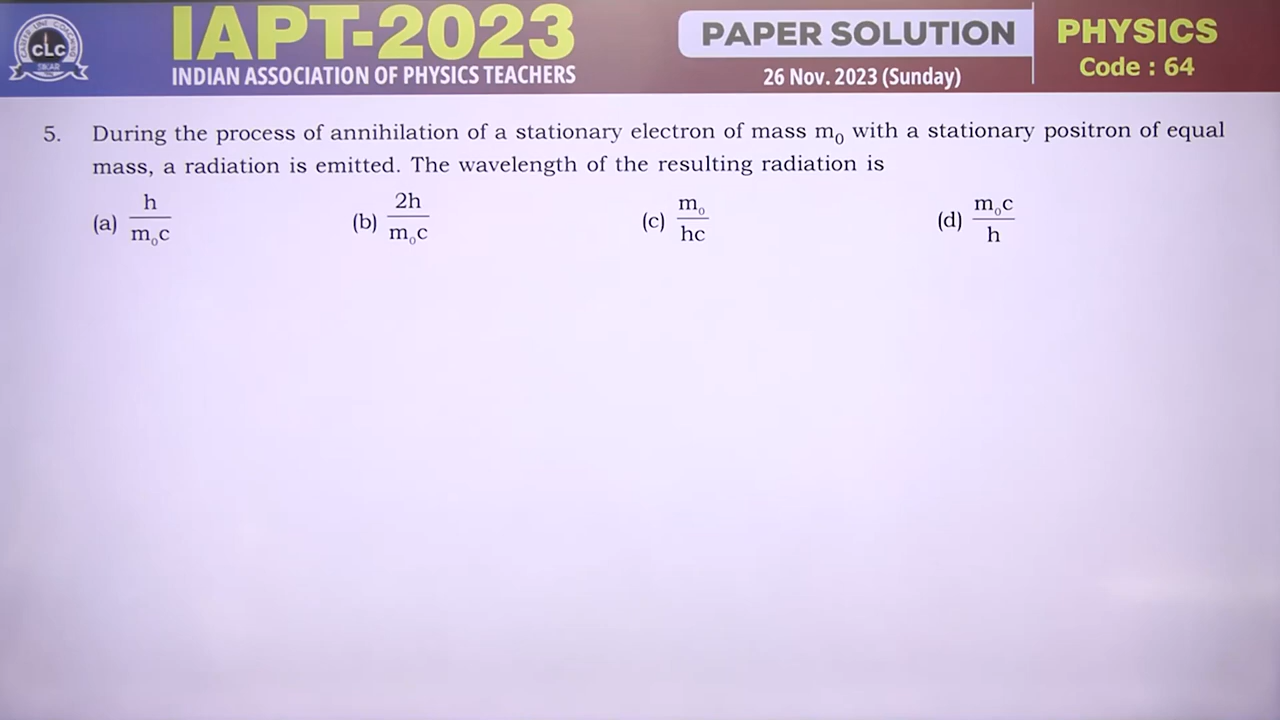 CLC
SIKAR
IAPT-2023
INDIAN ASSOCIATION OF PHYSICS TEACHERS
PAPER SOLUTION
26 Nov. 2023 (Sunday)
PHYSICS
Code : 64
5. During the process of annihilation of a stationary electron of mass m₀ with a stationary positron of equal
mass, a radiation is emitted. The wavelength of the resulting radiation is
(a) h/m₀c (b) 2h/m₀c (c) m₀/hc (d) m₀c/h